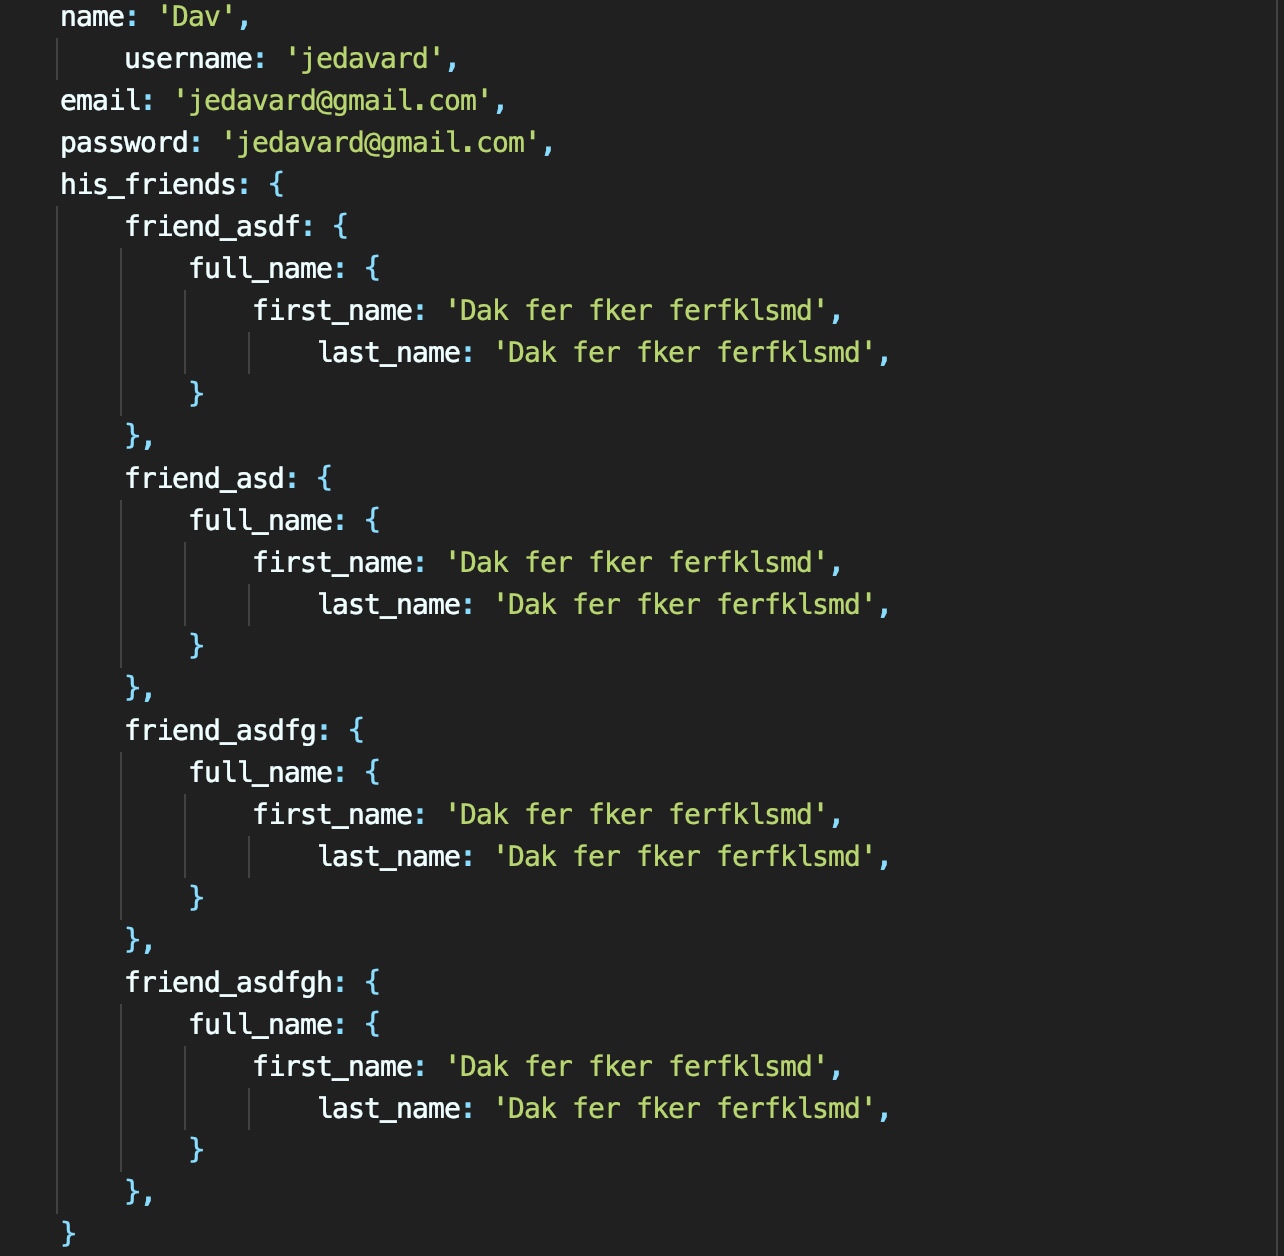 name: 'Dav',
    username: 'jedavard',
email: 'jedavard@gmail.com',
password: 'jedavard@gmail.com',
his_friends: {
    friend_asdf: {
        full_name: {
            first_name: 'Dak fer fker ferfklsmd',
                last_name: 'Dak fer fker ferfklsmd',
        }
    },
    friend_asd: {
        full_name: {
            first_name: 'Dak fer fker ferfklsmd',
                last_name: 'Dak fer fker ferfklsmd',
        }
    },
    friend_asdfg: {
        full_name: {
            first_name: 'Dak fer fker ferfklsmd',
                last_name: 'Dak fer fker ferfklsmd',
        }
    },
    friend_asdfgh: {
        full_name: {
            first_name: 'Dak fer fker ferfklsmd',
                last_name: 'Dak fer fker ferfklsmd',
        }
    },
}